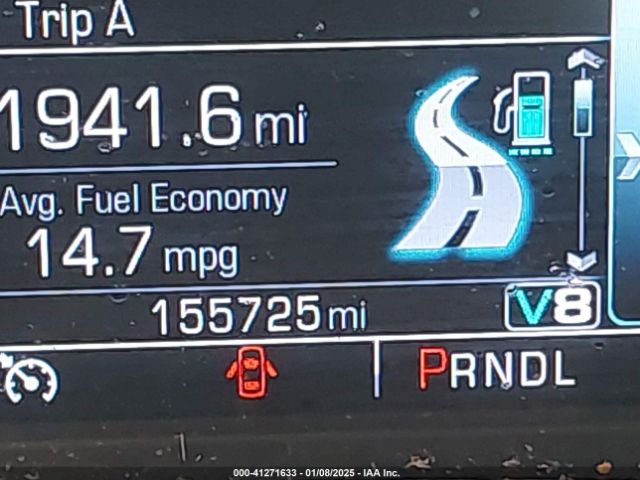 Trip A
1941.6 mi
Avg. Fuel Economy
14.7 mpg
155725 mi
V8
PRNDL
000-41271633 - 01/08/2025 - IAA Inc.